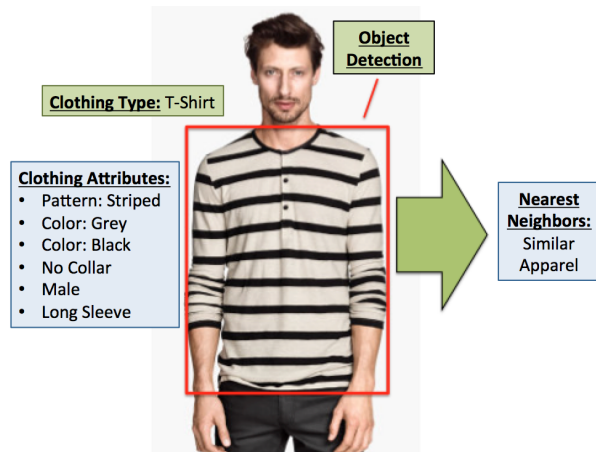 Object
Detection
Clothing Type: T-Shirt
Clothing Attributes:
• Pattern: Striped
• Color: Grey
• Color: Black
• No Collar
• Male
• Long Sleeve
Nearest
Neighbors:
Similar
Apparel